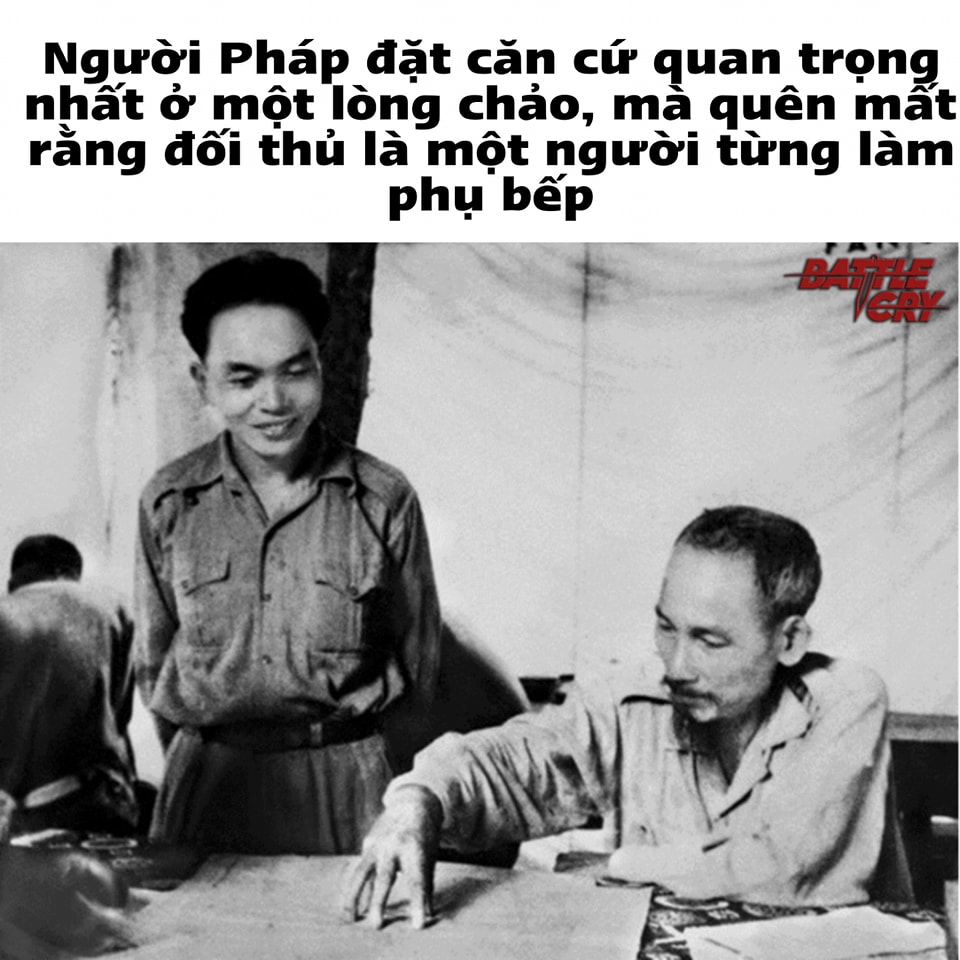 Người Pháp đặt căn cứ quan trọng
nhất ở một lòng chảo, mà quên mất
rằng đối thủ là một người từng làm
phụ bếp
BATTLE
CRY